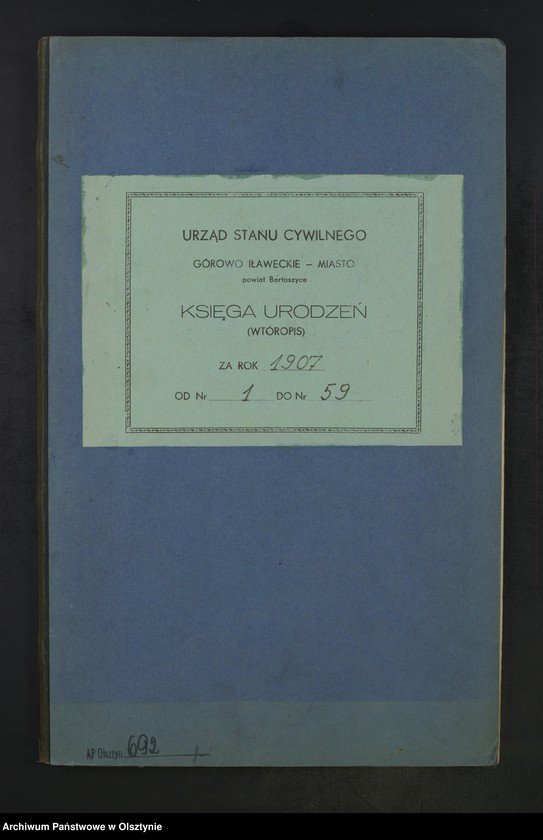 URZĄD STANU CYWILNEGO
GÓROWO IŁAWECKIE – MIASTO
powiat Bartoszyce
KSIĘGA URODZEŃ
(WTÓROPIS)
ZA ROK 1907
OD Nr 1 DO Nr 59
AP Olsztyn 692
Archiwum Państwowe w Olsztynie